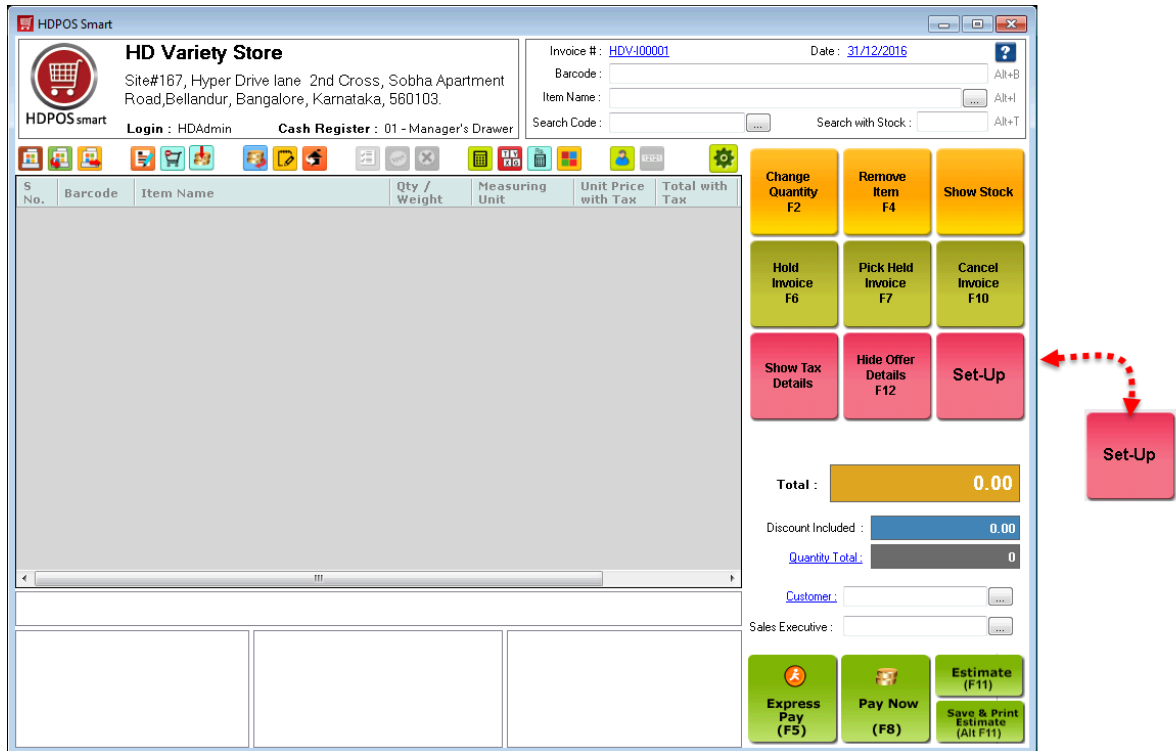 HDPOS Smart
HD Variety Store
Site#167, Hyper Drive lane 2nd Cross, Sobha Apartment
Road,Bellandur, Bangalore, Karnataka, 560103.
HDPOS smart
Login : HDAdmin Cash Register : 01 - Manager's Drawer
Invoice # : HDV-I00001 Date : 31/12/2016 ?
Barcode : Alt+B
Item Name : ... Alt+I
Search Code : ... Search with Stock : Alt+T
S No. Barcode Item Name Qty / Weight Measuring Unit Unit Price with Tax Total with Tax
Change
Quantity
F2
Remove
Item
F4
Show Stock
Hold
Invoice
F6
Pick Held
Invoice
F7
Cancel
Invoice
F10
Show Tax
Details
Hide Offer
Details
F12
Set-Up
Set-Up
Total : 0.00
Discount Included : 0.00
Quantity Total : 0
Customer : ...
Sales Executive : ...
Express
Pay
(F5)
Pay Now
(F8)
Estimate
(F11)
Save & Print
Estimate
(Alt F11)